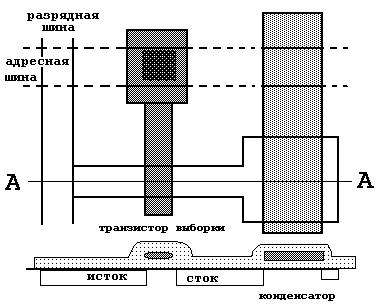 разрядная
шина
адресная
шина
А А
транзистор выборки
исток сток
конденсатор